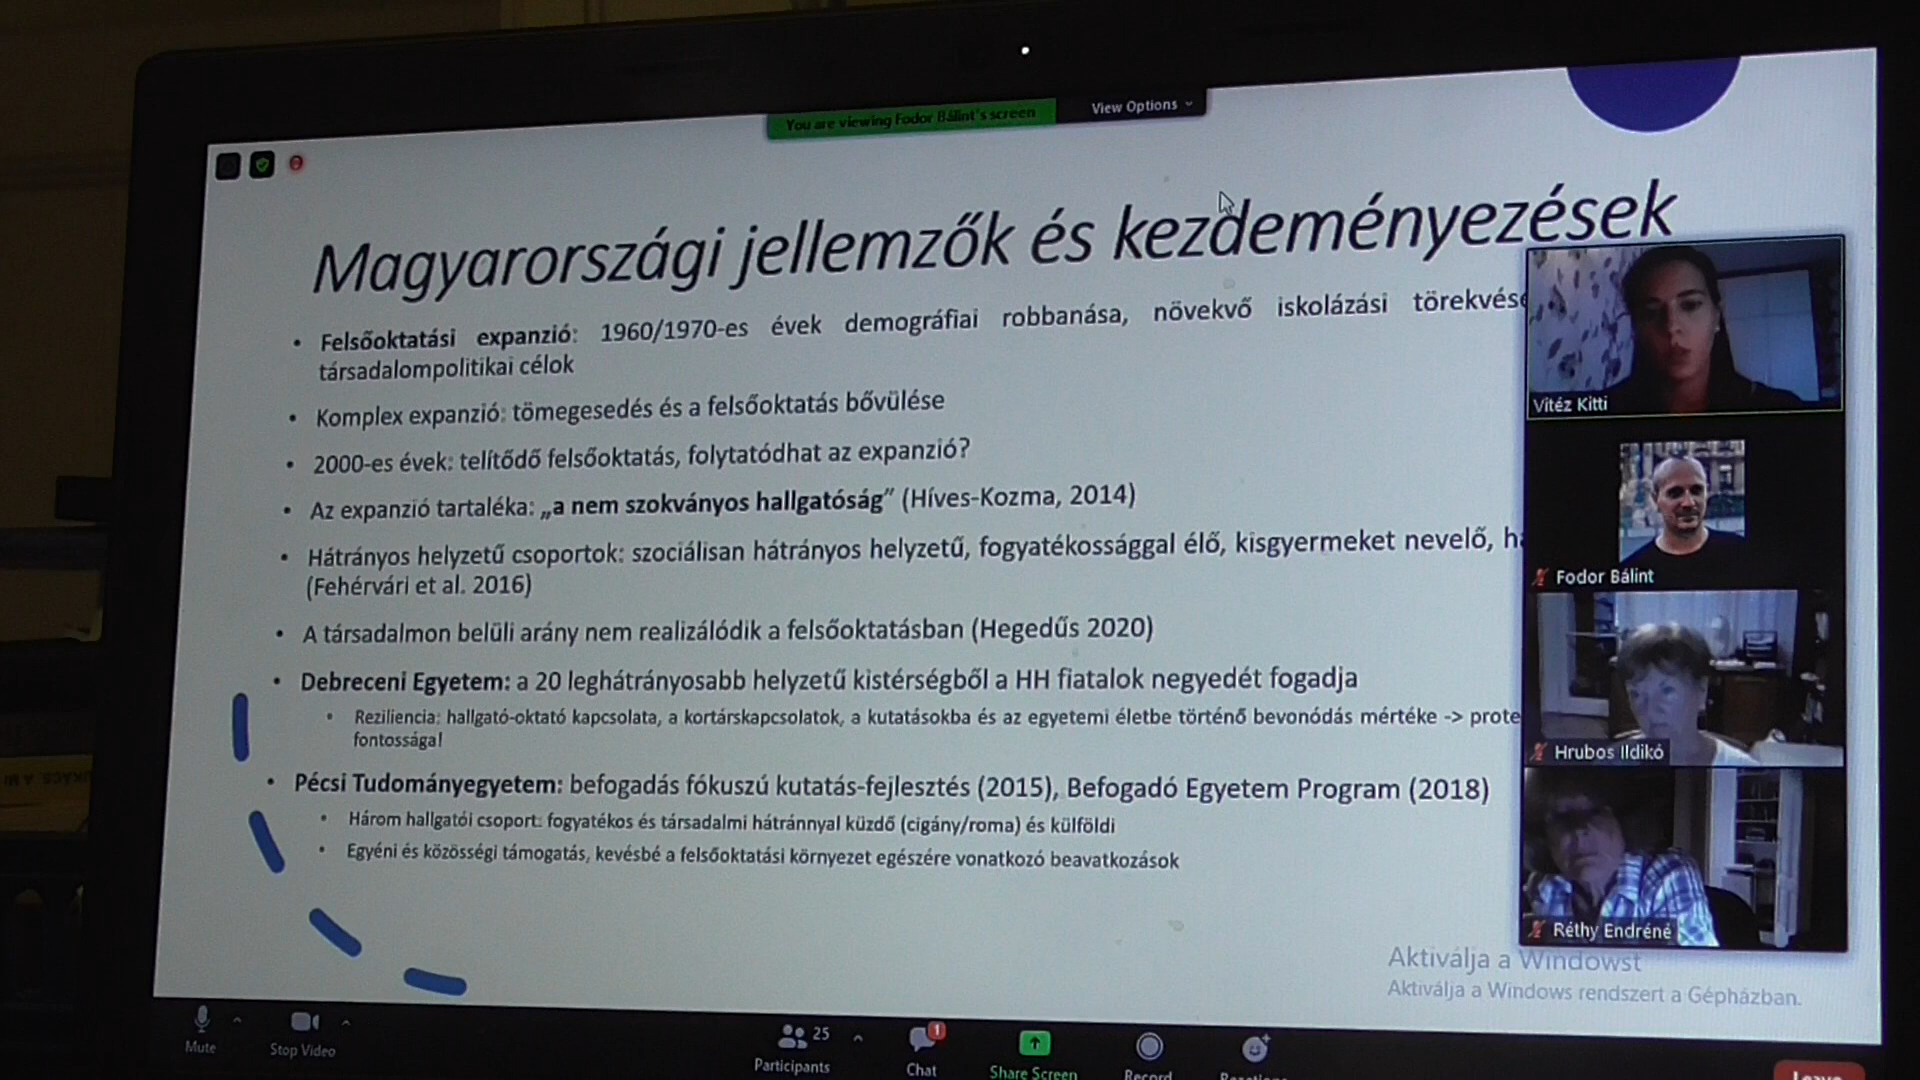 You are viewing Fodor Bálint's screen
View Options
Magyarországi jellemzők és kezdeményezések
• Felsőoktatási expanzió: 1960/1970-es évek demográfiai robbanása, növekvő iskolázási
társadalompolitikai célok
• Komplex expanzió: tömegesedés és a felsőoktatás bővülése
• 2000-es évek: telítődő felsőoktatás, folytatódhat az expanzió?
• Az expanzió tartaléka: „a nem szokványos hallgatóság" (Híves-Kozma, 2014)
• Hátrányos helyzetű csoportok: szociálisan hátrányos helyzetű, fogyatékossággal élő, kisgyermeket nevelő,
(Fehérvári et al. 2016)
• A társadalmon belüli arány nem realizálódik a felsőoktatásban (Hegedűs 2020)
• Debreceni Egyetem: a 20 leghátrányosabb helyzetű kistérségből a HH fiatalok negyedét fogadja
• Reziliencia: hallgató-oktató kapcsolata, a kortárskapcsolatok, a kutatásokba és az egyetemi életbe történő bevonódás mértéke ->
fontossága!
• Pécsi Tudományegyetem: befogadás fókuszú kutatás-fejlesztés (2015), Befogadó Egyetem Program (2018)
• Három hallgatói csoport: fogyatékos és társadalmi hátránnyal küzdő (cigány/roma) és külföldi
• Egyéni és közösségi támogatás, kevésbé a felsőoktatási környezet egészére vonatkozó beavatkozások
Vitéz Kitti
Fodor Bálint
Hrubos Ildikó
Réthy Endréné
Aktiválja a Windowst
Aktiválja a Windows rendszert a Gépházban.
Mute
Stop Video
25
Participants
1
Chat
Share Screen
Record
Reactions
Leave